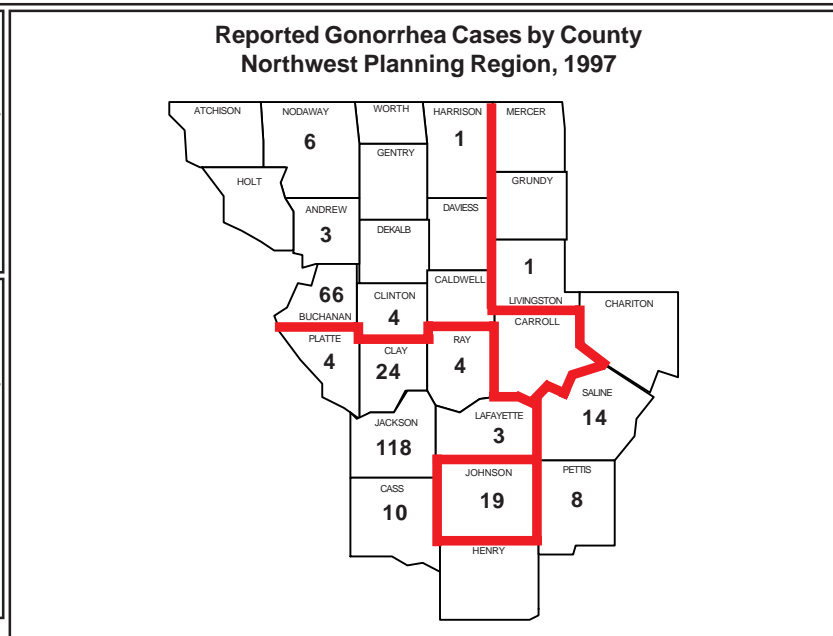 Reported Gonorrhea Cases by County
Northwest Planning Region, 1997
ATCHISON
NODAWAY
6
WORTH
HARRISON
1
MERCER
GENTRY
HOLT
GRUNDY
ANDREW
3
DAVIESS
DEKALB
1
LIVINGSTON
66
BUCHANAN
CLINTON
4
CALDWELL
CHARITON
CARROLL
PLATTE
4
CLAY
24
RAY
4
SALINE
14
JACKSON
118
LAFAYETTE
3
CASS
10
JOHNSON
19
PETTIS
8
HENRY